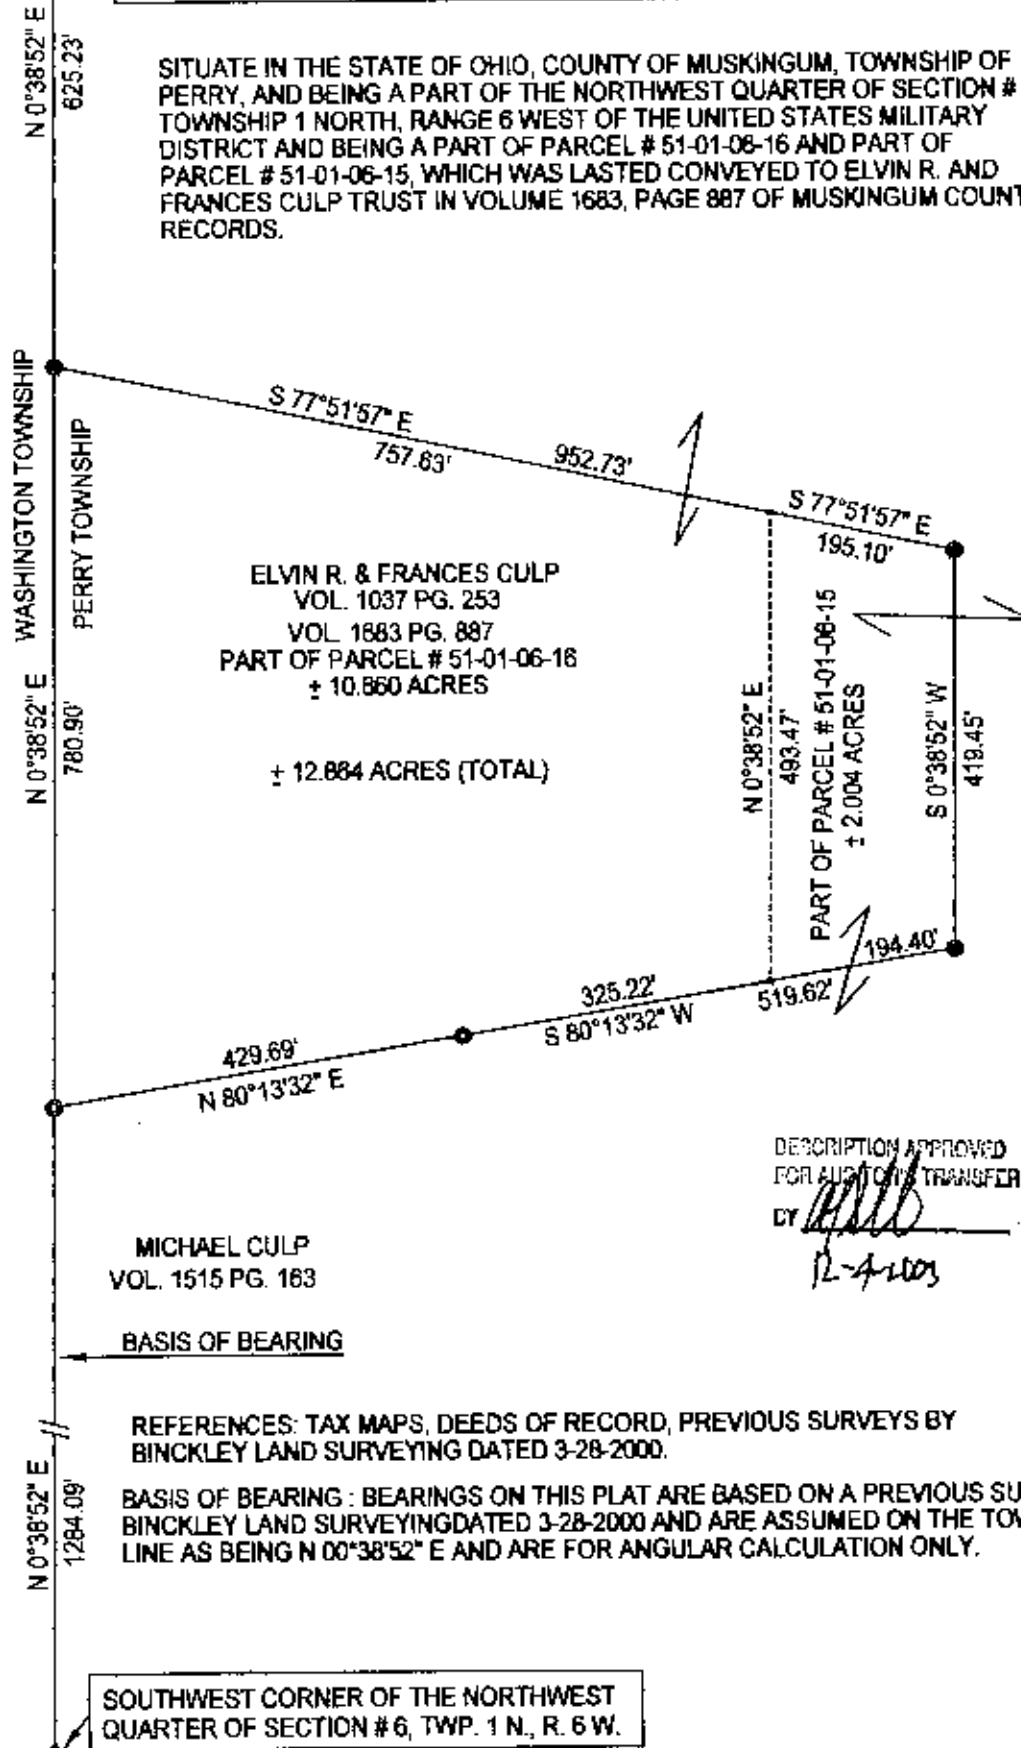 N 0°38'52" E
625.23'
SITUATE IN THE STATE OF OHIO, COUNTY OF MUSKINGUM, TOWNSHIP OF
PERRY, AND BEING A PART OF THE NORTHWEST QUARTER OF SECTION #
TOWNSHIP 1 NORTH, RANGE 6 WEST OF THE UNITED STATES MILITARY
DISTRICT AND BEING A PART OF PARCEL # 51-01-06-16 AND PART OF
PARCEL # 51-01-06-15, WHICH WAS LASTED CONVEYED TO ELVIN R. AND
FRANCES CULP TRUST IN VOLUME 1683, PAGE 887 OF MUSKINGUM COUNT
RECORDS.
WASHINGTON TOWNSHIP
PERRY TOWNSHIP
S 77°51'57" E
757.63'
952.73'
S 77°51'57" E
195.10'
ELVIN R. & FRANCES CULP
VOL. 1037 PG. 253
VOL. 1683 PG. 887
PART OF PARCEL # 51-01-06-16
± 10.860 ACRES
± 12.864 ACRES (TOTAL)
N 0°38'52" E
780.90'
N 0°38'52" E
493.47'
PART OF PARCEL # 51-01-06-15
± 2.004 ACRES
S 0°38'52" W
419.45'
194.40'
325.22'
519.62'
S 80°13'32" W
429.69'
N 80°13'32" E
DESCRIPTION APPROVED
FOR AUDITOR'S TRANSFER
BY
12-4-2003
MICHAEL CULP
VOL. 1515 PG. 163
BASIS OF BEARING
REFERENCES: TAX MAPS, DEEDS OF RECORD, PREVIOUS SURVEYS BY
BINCKLEY LAND SURVEYING DATED 3-28-2000.
N 0°38'52" E
1284.09'
BASIS OF BEARING : BEARINGS ON THIS PLAT ARE BASED ON A PREVIOUS SU
BINCKLEY LAND SURVEYINGDATED 3-28-2000 AND ARE ASSUMED ON THE TOW
LINE AS BEING N 00°38'52" E AND ARE FOR ANGULAR CALCULATION ONLY.
SOUTHWEST CORNER OF THE NORTHWEST
QUARTER OF SECTION # 6, TWP. 1 N., R. 6 W.